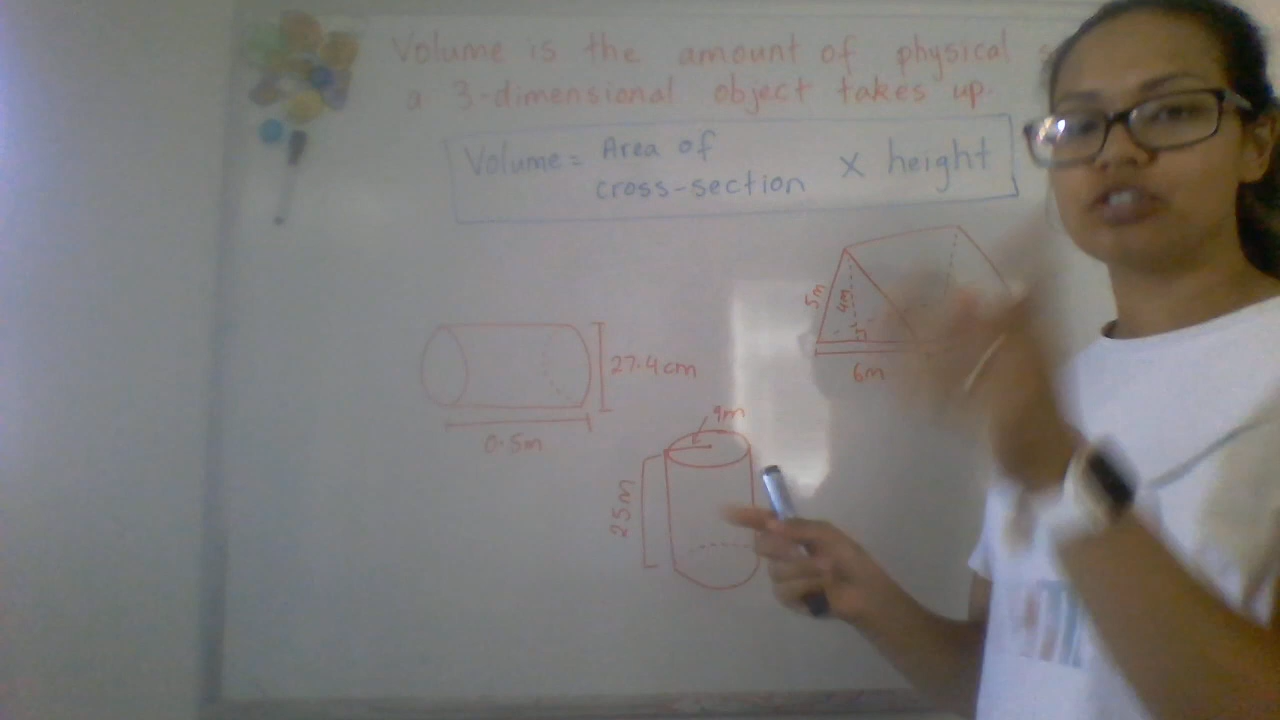 Volume is the amount of physical
a 3-dimensional object takes up.
Volume = Area of cross-section x height
5m
4m
6m
27.4cm
0.5m
9m
25m